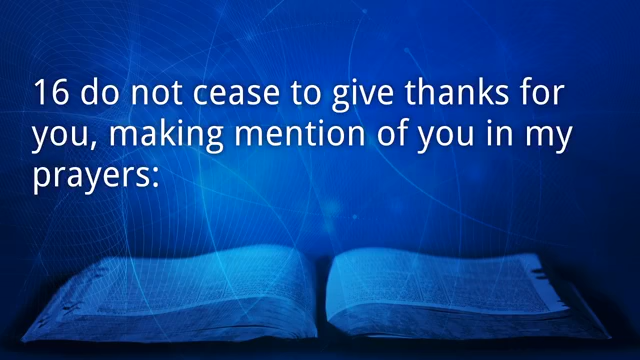 16 do not cease to give thanks for
you, making mention of you in my
prayers: